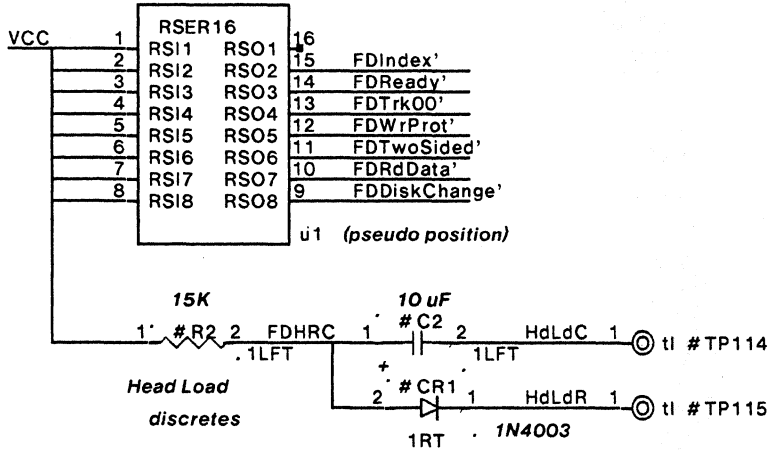 RSER16
VCC 1 RSI1 RSO1 16
2 RSI2 RSO2 15 FDIndex'
3 RSI3 RSO3 14 FDReady'
4 RSI4 RSO4 13 FDTrk00'
5 RSI5 RSO5 12 FDWrProt'
6 RSI6 RSO6 11 FDTwoSided'
7 RSI7 RSO7 10 FDRdData'
8 RSI8 RSO8 9 FDDiskChange'
u1 (pseudo position)
15K 10 uF
1 #R2 2 FDHRC 1 #C2 2 HdLdC 1 tl #TP114
.1LFT 1LFT
+
Head Load
discretes
#CR1
2 1 HdLdR 1 tl #TP115
1RT 1N4003